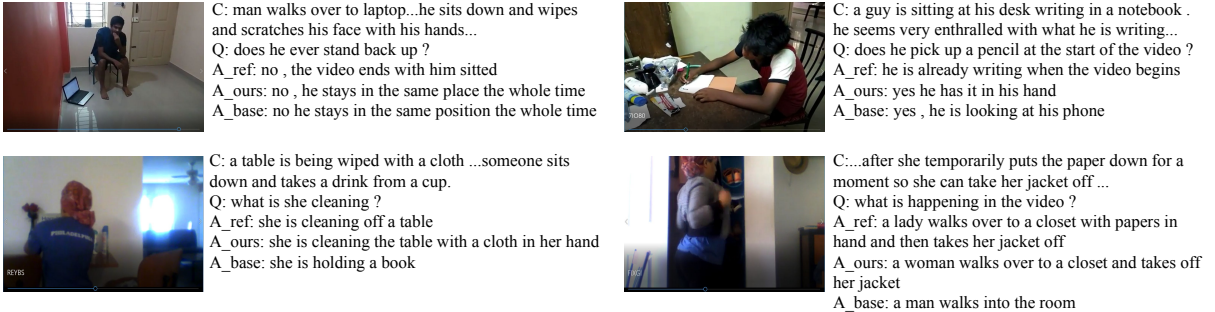 C: man walks over to laptop...he sits down and wipes
and scratches his face with his hands...
Q: does he ever stand back up ?
A_ref: no , the video ends with him sitted
A_ours: no , he stays in the same place the whole time
A_base: no he stays in the same position the whole time
C: a guy is sitting at his desk writing in a notebook .
he seems very enthralled with what he is writing...
Q: does he pick up a pencil at the start of the video ?
A_ref: he is already writing when the video begins
A_ours: yes he has it in his hand
A_base: yes , he is looking at his phone
C: a table is being wiped with a cloth ...someone sits
down and takes a drink from a cup.
Q: what is she cleaning ?
A_ref: she is cleaning off a table
A_ours: she is cleaning the table with a cloth in her hand
A_base: she is holding a book
PHILADELPHIA
REYBS
C:...after she temporarily puts the paper down for a
moment so she can take her jacket off ...
Q: what is happening in the video ?
A_ref: a lady walks over to a closet with papers in
hand and then takes her jacket off
A_ours: a woman walks over to a closet and takes off
her jacket
A_base: a man walks into the room